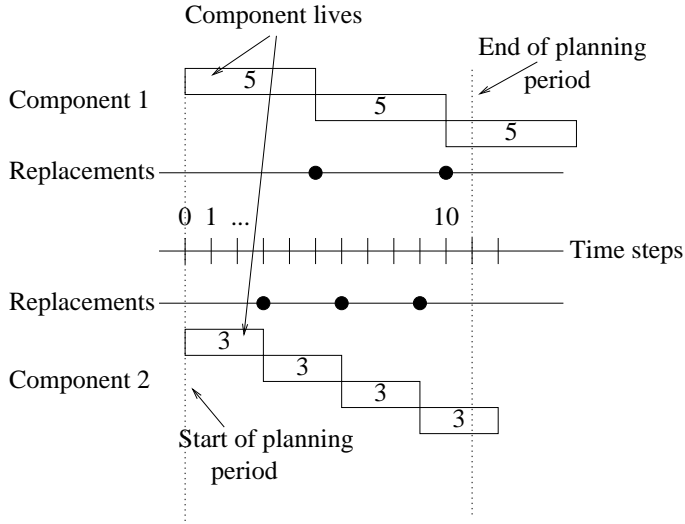 Component lives
End of planning
period
5
Component 1
5
5
Replacements
0 1 ... 10
Time steps
Replacements
3
3
Component 2
3
3
Start of planning
period